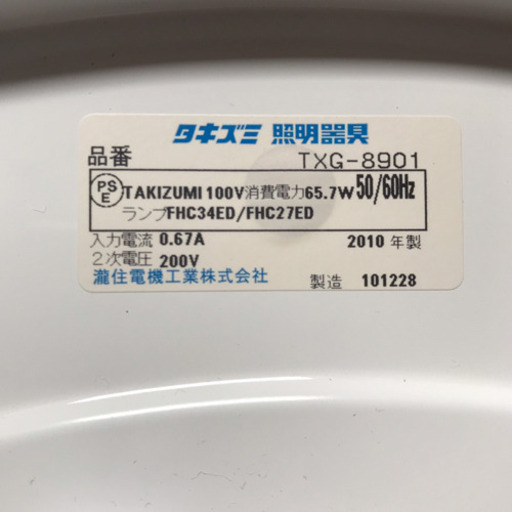 タキズミ 照明器具
品番 TXG-8901
PSE TAKIZUMI 100V 消費電力 65.7W 50/60Hz
ランプ FHC34ED/FHC27ED
入力電流 0.67A 2010 年製
2次電圧 200V
瀧住電機工業株式会社 製造 101228